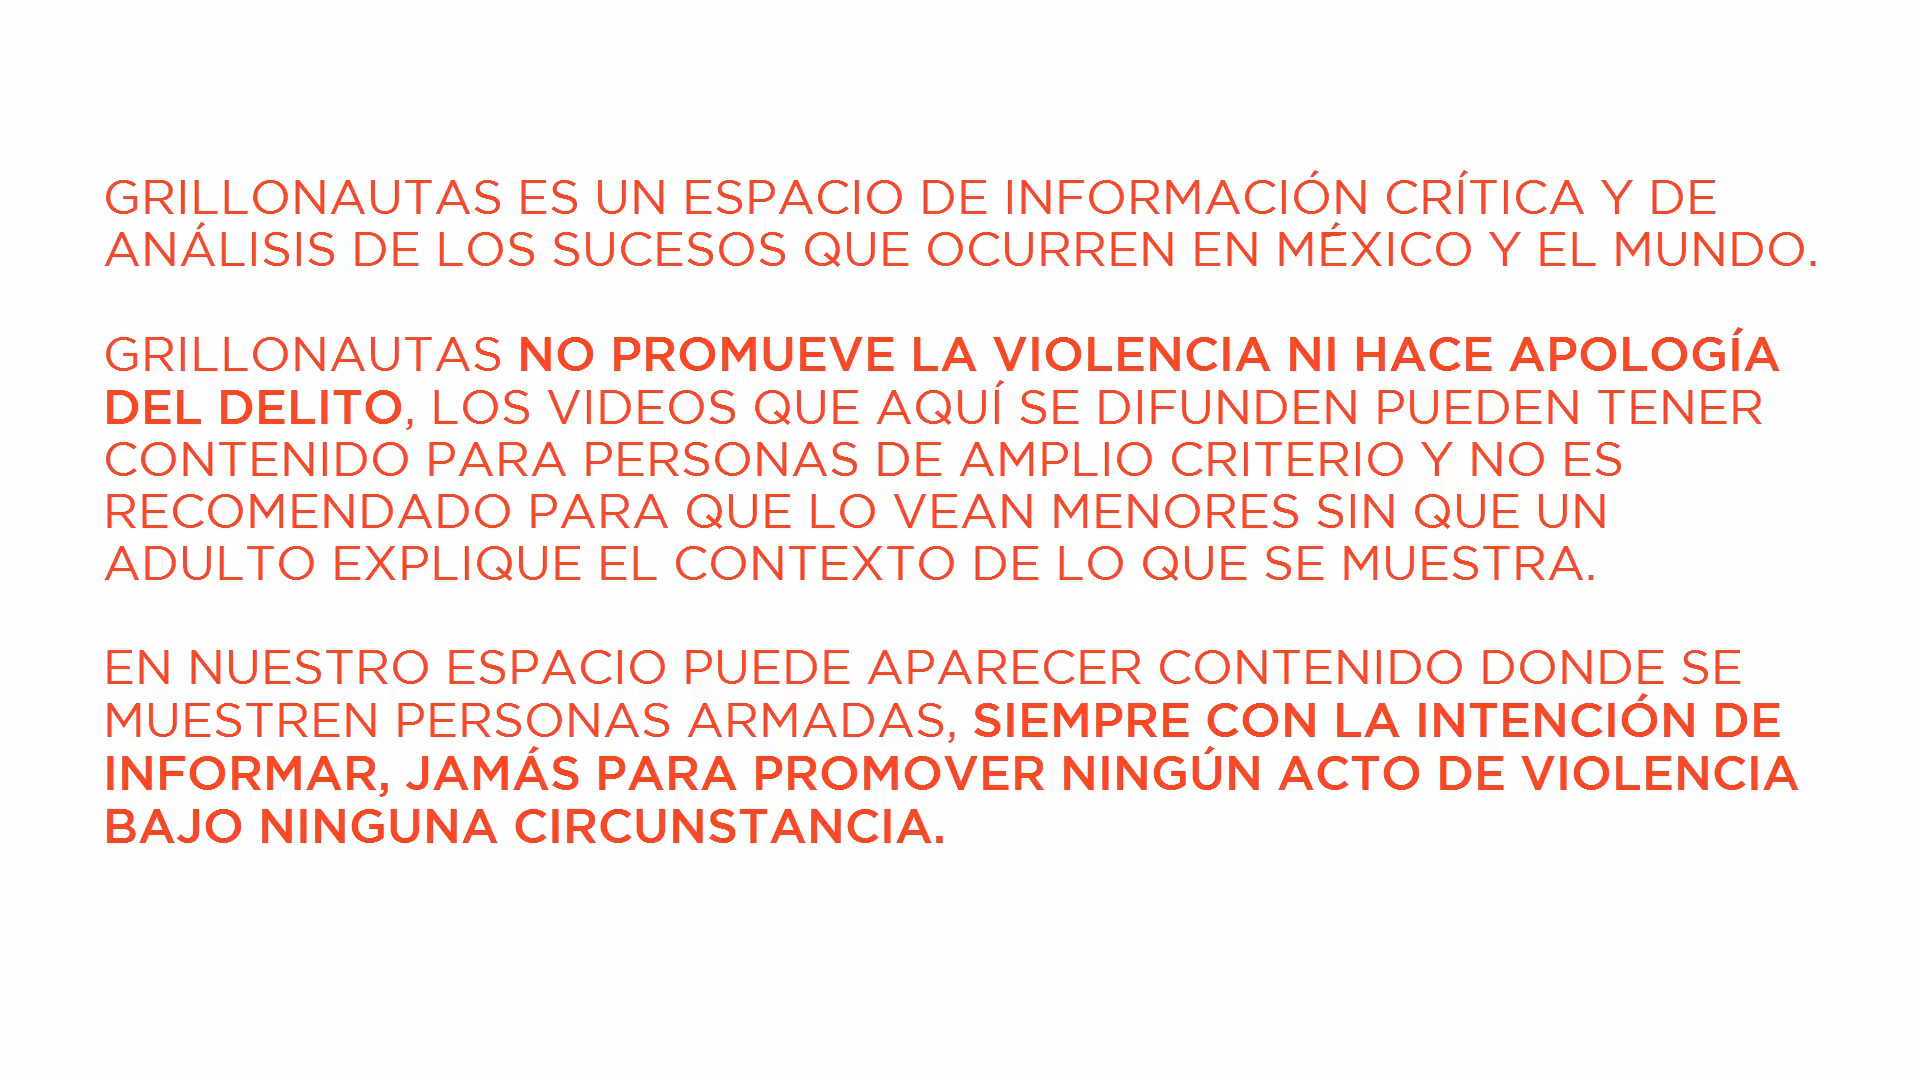 GRILLONAUTAS ES UN ESPACIO DE INFORMACIÓN CRÍTICA Y DE
ANÁLISIS DE LOS SUCESOS QUE OCURREN EN MÉXICO Y EL MUNDO.
GRILLONAUTAS NO PROMUEVE LA VIOLENCIA NI HACE APOLOGÍA
DEL DELITO, LOS VIDEOS QUE AQUÍ SE DIFUNDEN PUEDEN TENER
CONTENIDO PARA PERSONAS DE AMPLIO CRITERIO Y NO ES
RECOMENDADO PARA QUE LO VEAN MENORES SIN QUE UN
ADULTO EXPLIQUE EL CONTEXTO DE LO QUE SE MUESTRA.
EN NUESTRO ESPACIO PUEDE APARECER CONTENIDO DONDE SE
MUESTREN PERSONAS ARMADAS, SIEMPRE CON LA INTENCIÓN DE
INFORMAR, JAMÁS PARA PROMOVER NINGÚN ACTO DE VIOLENCIA
BAJO NINGUNA CIRCUNSTANCIA.